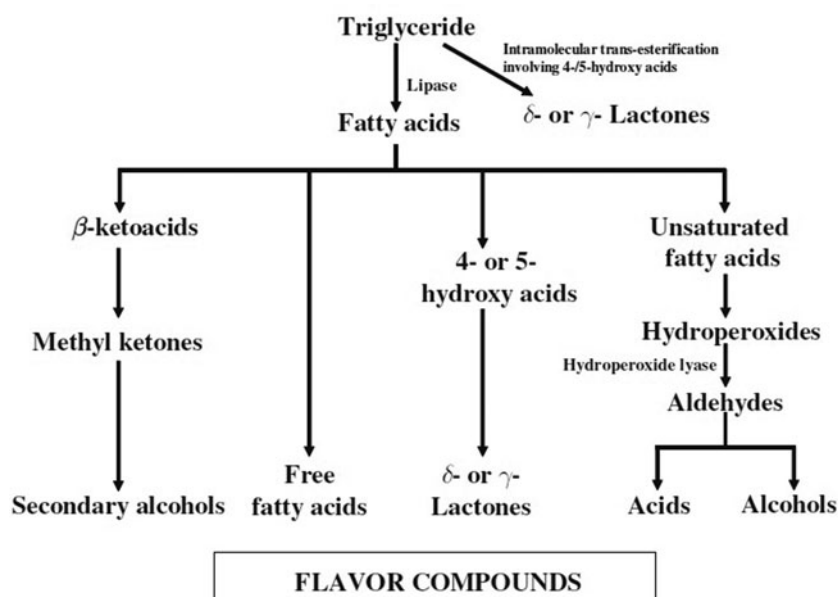 Triglyceride
Intramolecular trans-esterification
involving 4-/5-hydroxy acids
Lipase
δ- or γ- Lactones
Fatty acids
β-ketoacids
Unsaturated
fatty acids
4- or 5-
hydroxy acids
Methyl ketones
Hydroperoxides
Hydroperoxide lyase
Aldehydes
Secondary alcohols
Free
fatty acids
δ- or γ-
Lactones
Acids
Alcohols
FLAVOR COMPOUNDS